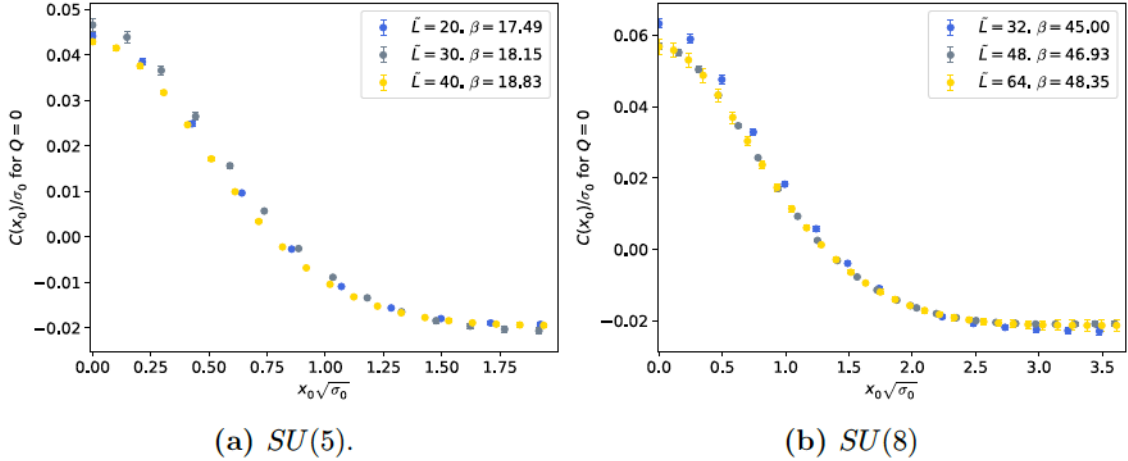 0.05
0.04
0.03
0.02
0.01
0.00
−0.01
−0.02
C(x₀)/σ₀ for Q = 0
L̃ = 20, β = 17.49
L̃ = 30, β = 18.15
L̃ = 40, β = 18.83
0.00 0.25 0.50 0.75 1.00 1.25 1.50 1.75
x₀√σ₀
(a) SU(5).
0.06
0.04
0.02
0.00
−0.02
C(x₀)/σ₀ for Q = 0
L̃ = 32, β = 45.00
L̃ = 48, β = 46.93
L̃ = 64, β = 48.35
0.0 0.5 1.0 1.5 2.0 2.5 3.0 3.5
x₀√σ₀
(b) SU(8)